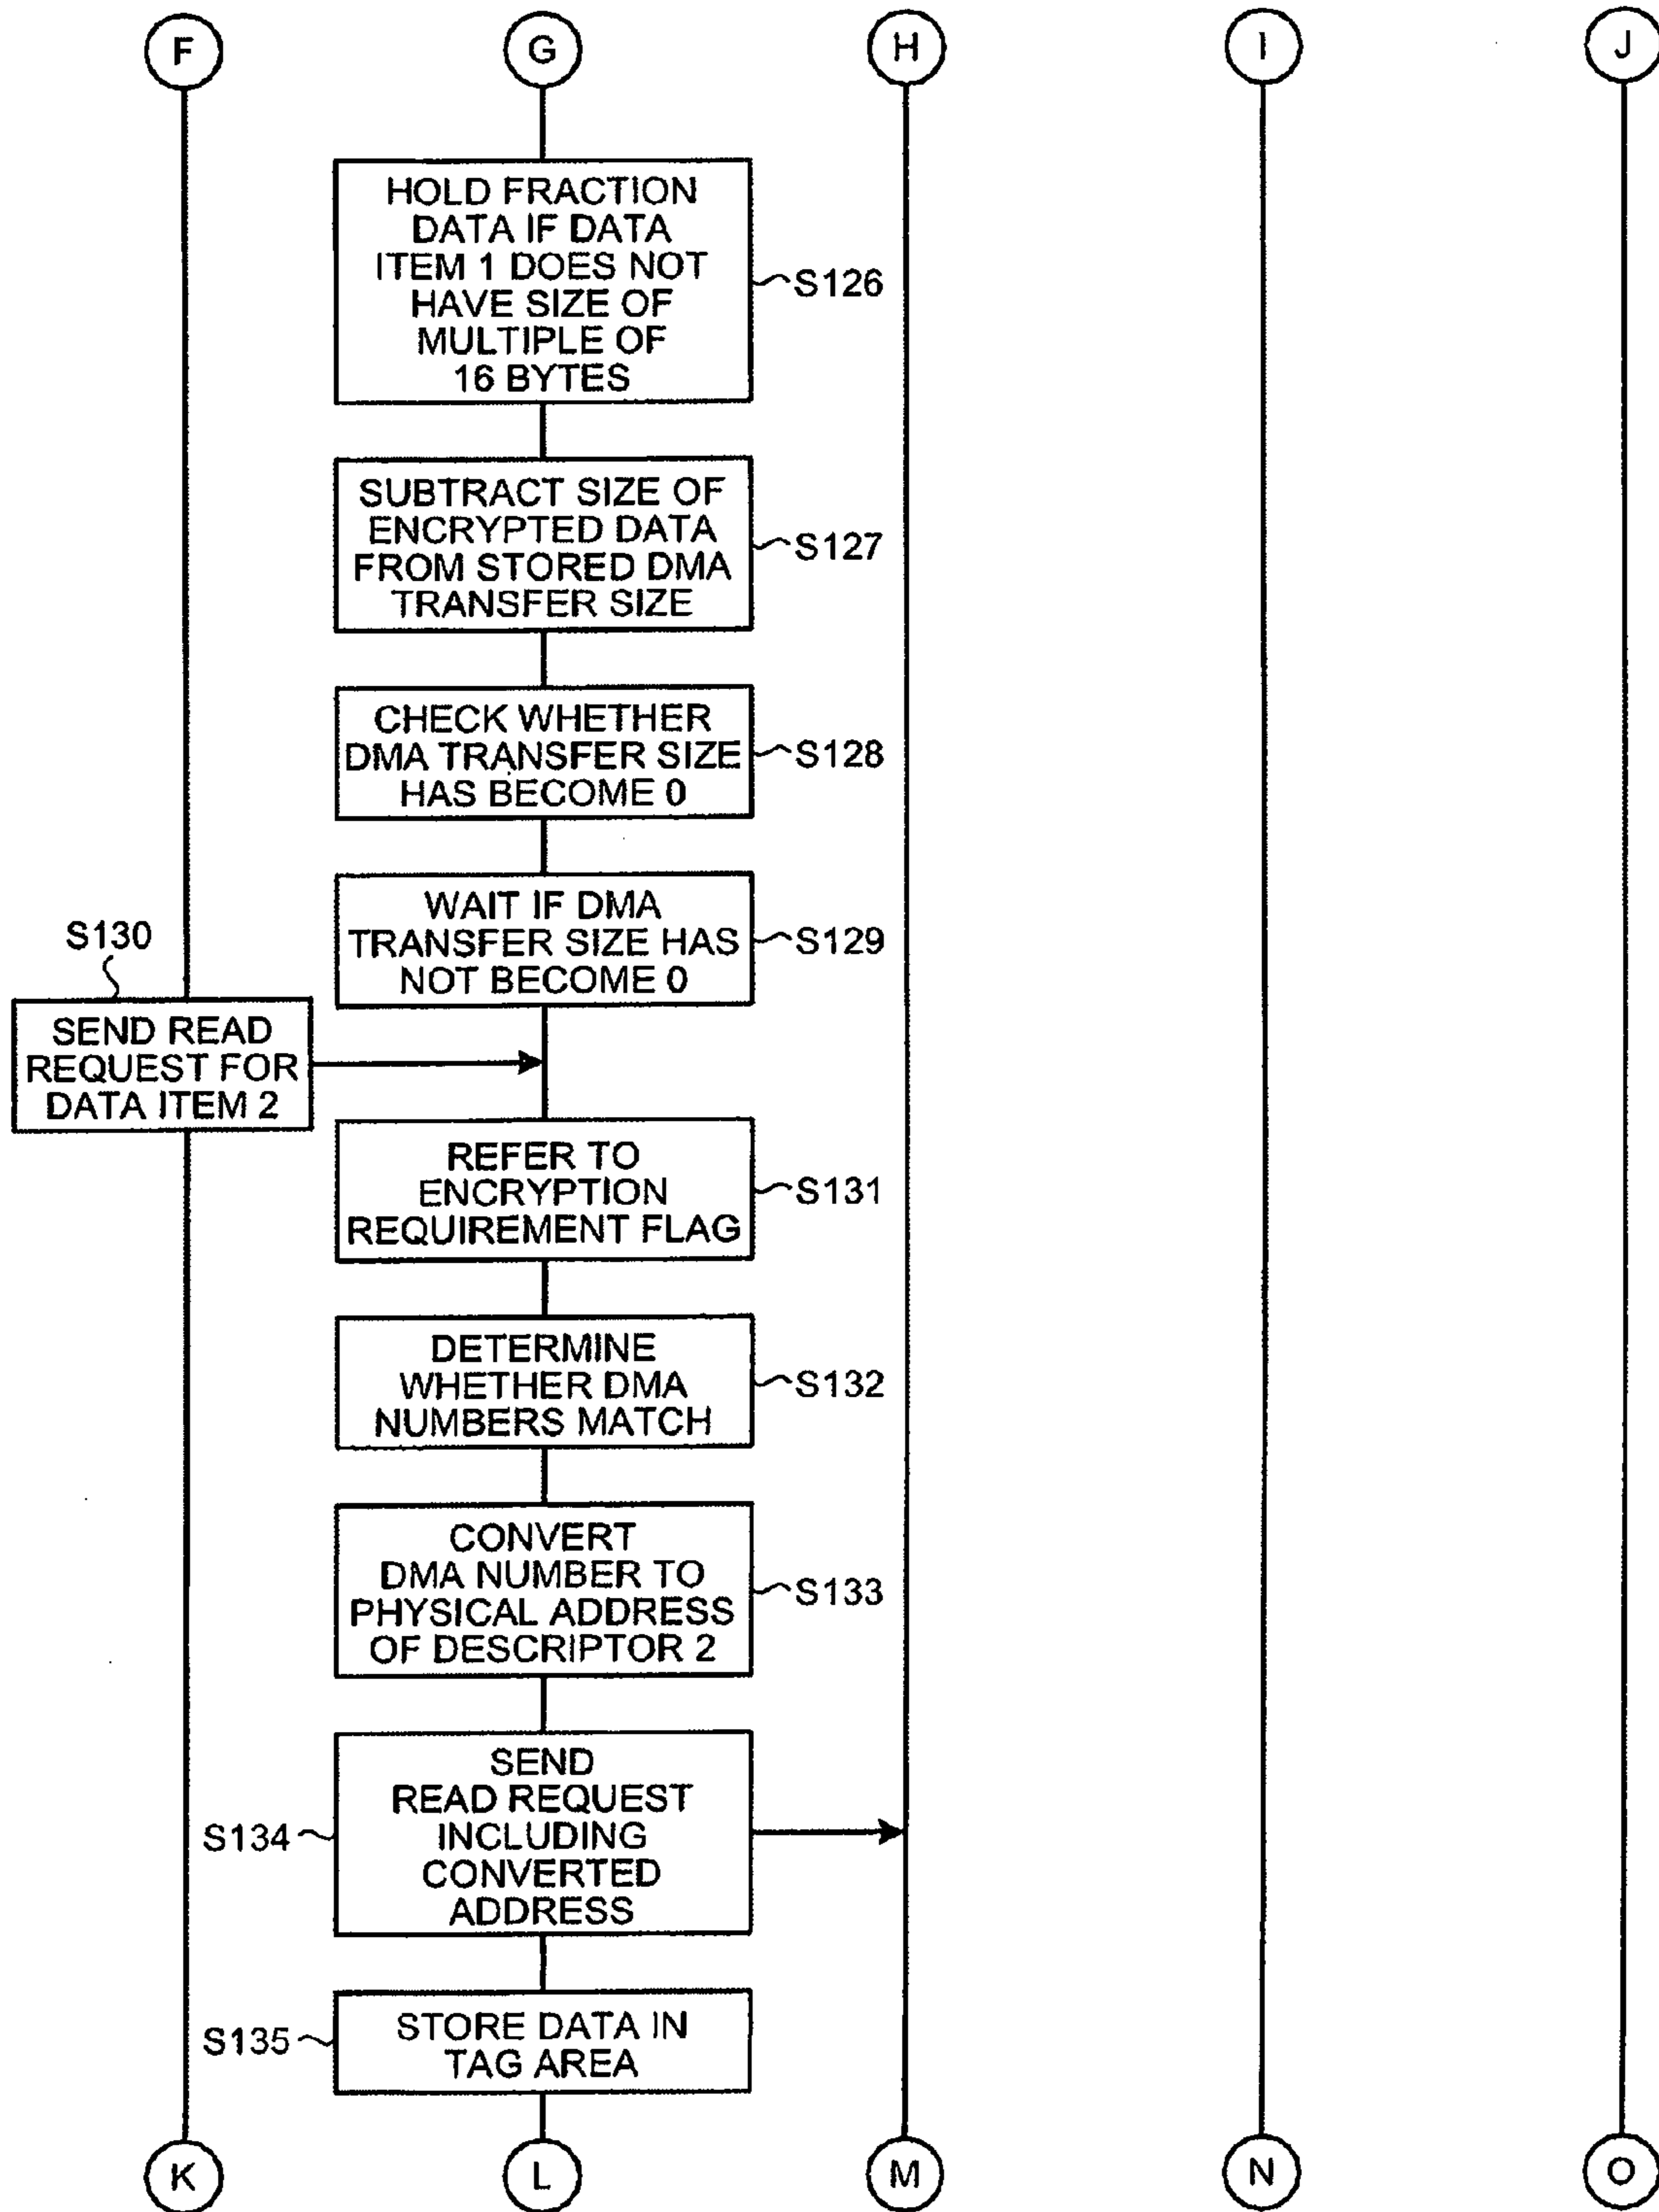 F
G
H
I
J
HOLD FRACTION
DATA IF DATA
ITEM 1 DOES NOT
HAVE SIZE OF
MULTIPLE OF
16 BYTES
S126
SUBTRACT SIZE OF
ENCRYPTED DATA
FROM STORED DMA
TRANSFER SIZE
S127
CHECK WHETHER
DMA TRANSFER SIZE
HAS BECOME 0
S128
WAIT IF DMA
TRANSFER SIZE HAS
NOT BECOME 0
S129
S130
SEND READ
REQUEST FOR
DATA ITEM 2
REFER TO
ENCRYPTION
REQUIREMENT FLAG
S131
DETERMINE
WHETHER DMA
NUMBERS MATCH
S132
CONVERT
DMA NUMBER TO
PHYSICAL ADDRESS
OF DESCRIPTOR 2
S133
S134
SEND
READ REQUEST
INCLUDING
CONVERTED
ADDRESS
S135
STORE DATA IN
TAG AREA
K
L
M
N
O